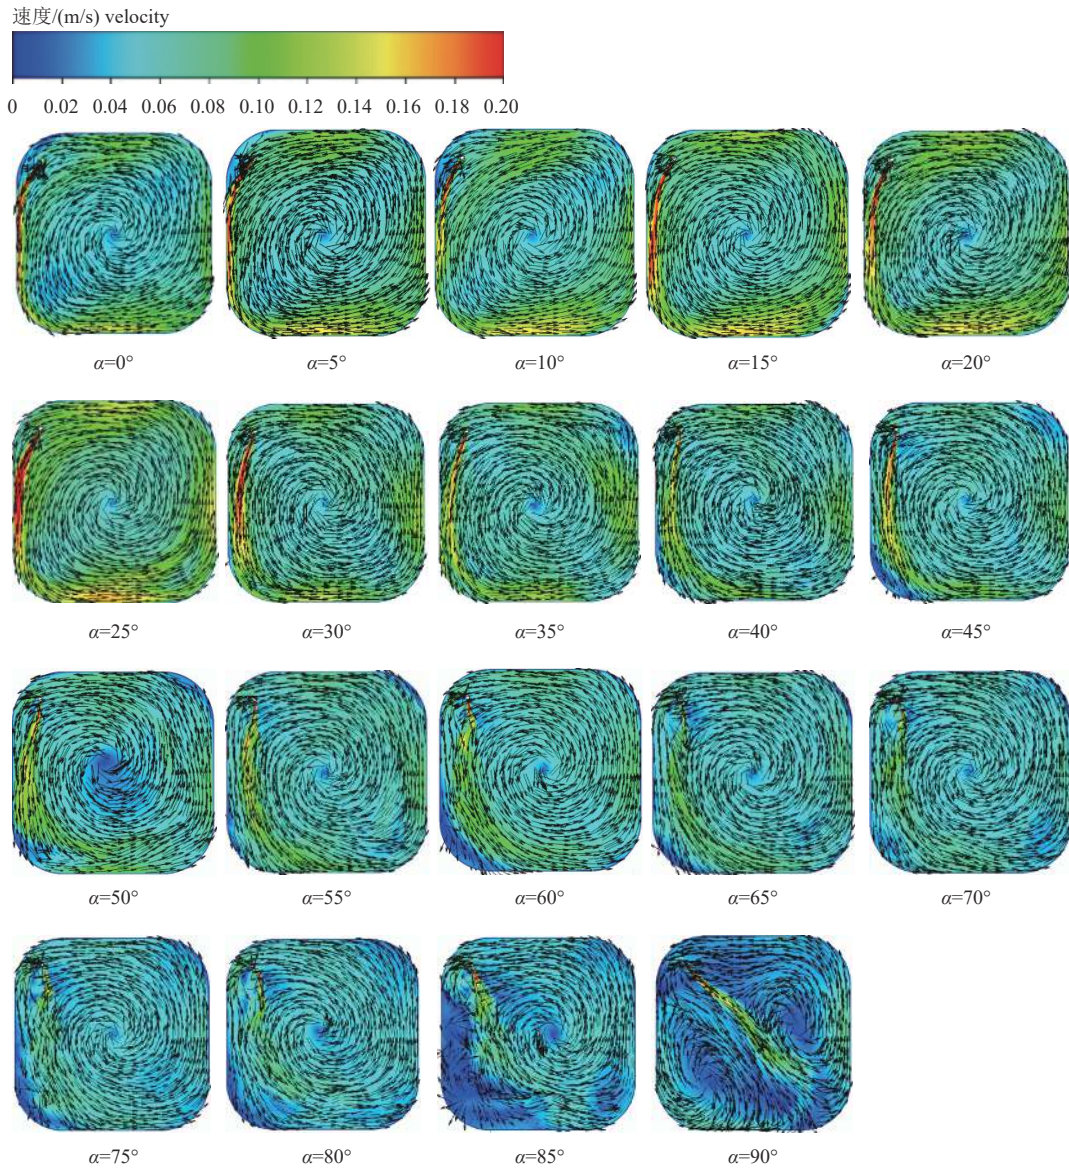 速度/(m/s) velocity
0 0.02 0.04 0.06 0.08 0.10 0.12 0.14 0.16 0.18 0.20
α=0° α=5° α=10° α=15° α=20°
α=25° α=30° α=35° α=40° α=45°
α=50° α=55° α=60° α=65° α=70°
α=75° α=80° α=85° α=90°